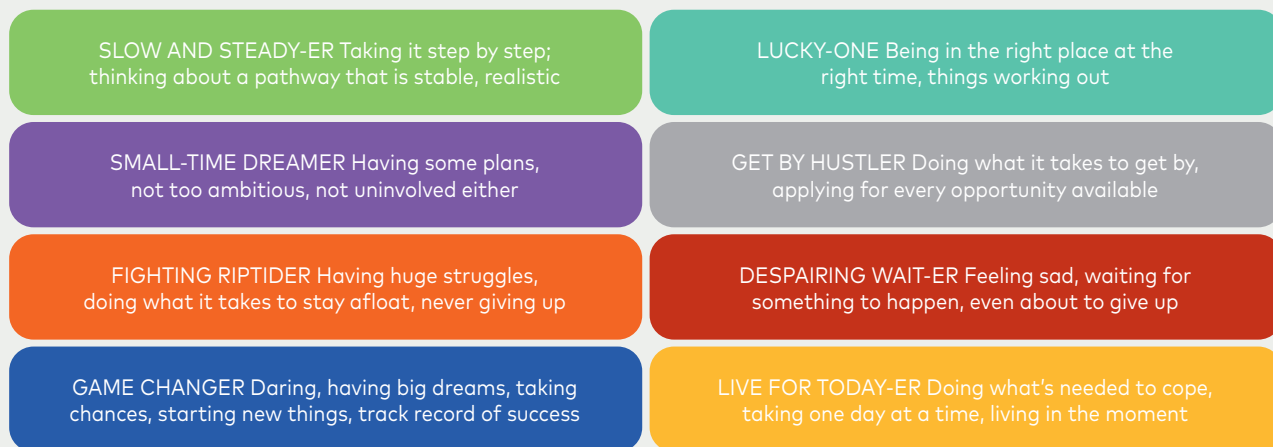 SLOW AND STEADY-ER Taking it step by step;
thinking about a pathway that is stable, realistic
LUCKY-ONE Being in the right place at the
right time, things working out
SMALL-TIME DREAMER Having some plans,
not too ambitious, not uninvolved either
GET BY HUSTLER Doing what it takes to get by,
applying for every opportunity available
FIGHTING RIPTIDER Having huge struggles,
doing what it takes to stay afloat, never giving up
DESPAIRING WAIT-ER Feeling sad, waiting for
something to happen, even about to give up
GAME CHANGER Daring, having big dreams, taking
chances, starting new things, track record of success
LIVE FOR TODAY-ER Doing what’s needed to cope,
taking one day at a time, living in the moment